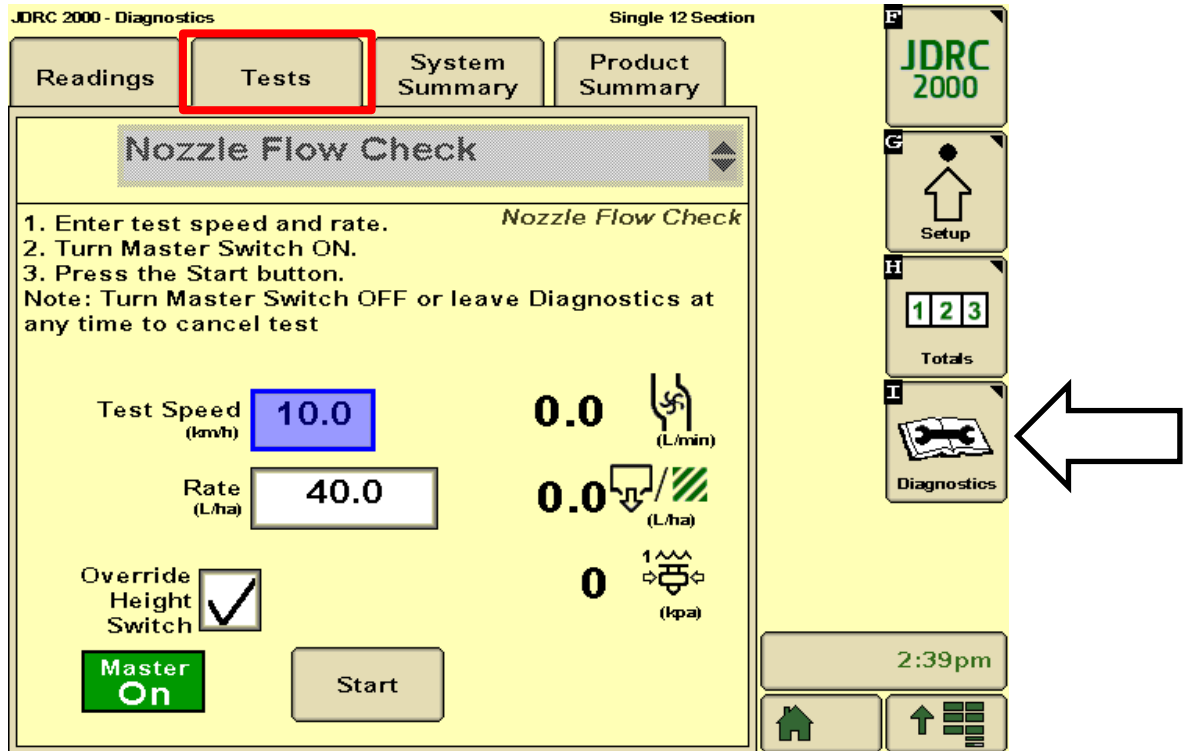 JDRC 2000 - Diagnostics
Single 12 Section
Readings
Tests
System
Summary
Product
Summary
Nozzle Flow Check
Nozzle Flow Check
1. Enter test speed and rate.
2. Turn Master Switch ON.
3. Press the Start button.
Note: Turn Master Switch OFF or leave Diagnostics at
any time to cancel test
Test Speed
(km/h)
10.0
0.0
(L/min)
Rate
(L/ha)
40.0
0.0
/
(L/ha)
Override
Height
Switch
0
1
(kpa)
Master
On
Start
F
JDRC
2000
G
Setup
H
1 2 3
Totals
I
Diagnostics
2:39pm